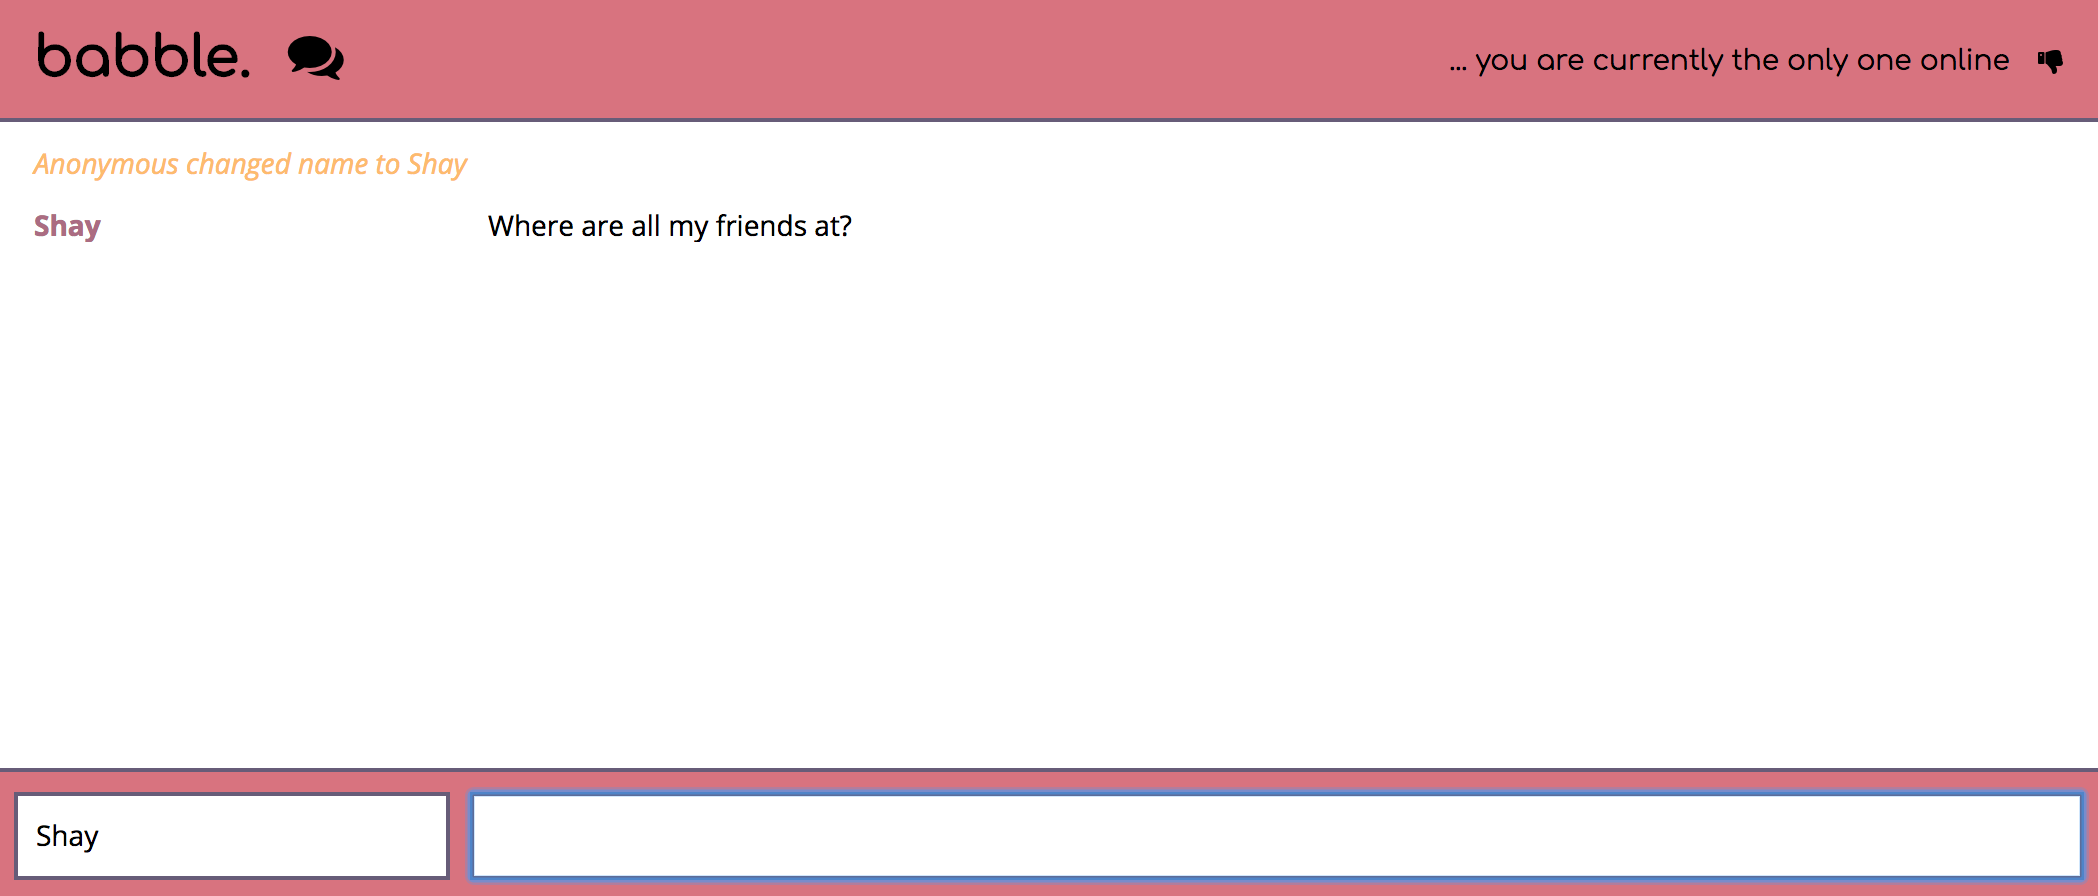 babble.
... you are currently the only one online
Anonymous changed name to Shay
Shay Where are all my friends at?
Shay